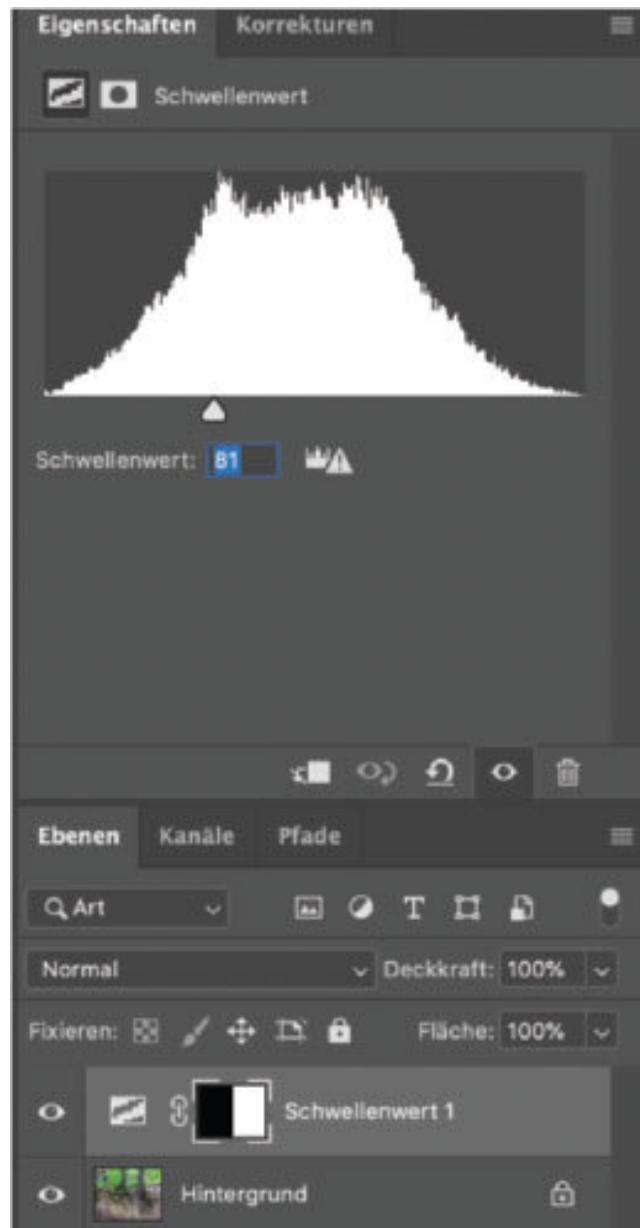 Eigenschaften Korrekturen
Schwellenwert
Schwellenwert: 81
Ebenen Kanäle Pfade
Art
Normal Deckkraft: 100%
Fixieren: Fläche: 100%
Schwellenwert 1
Hintergrund